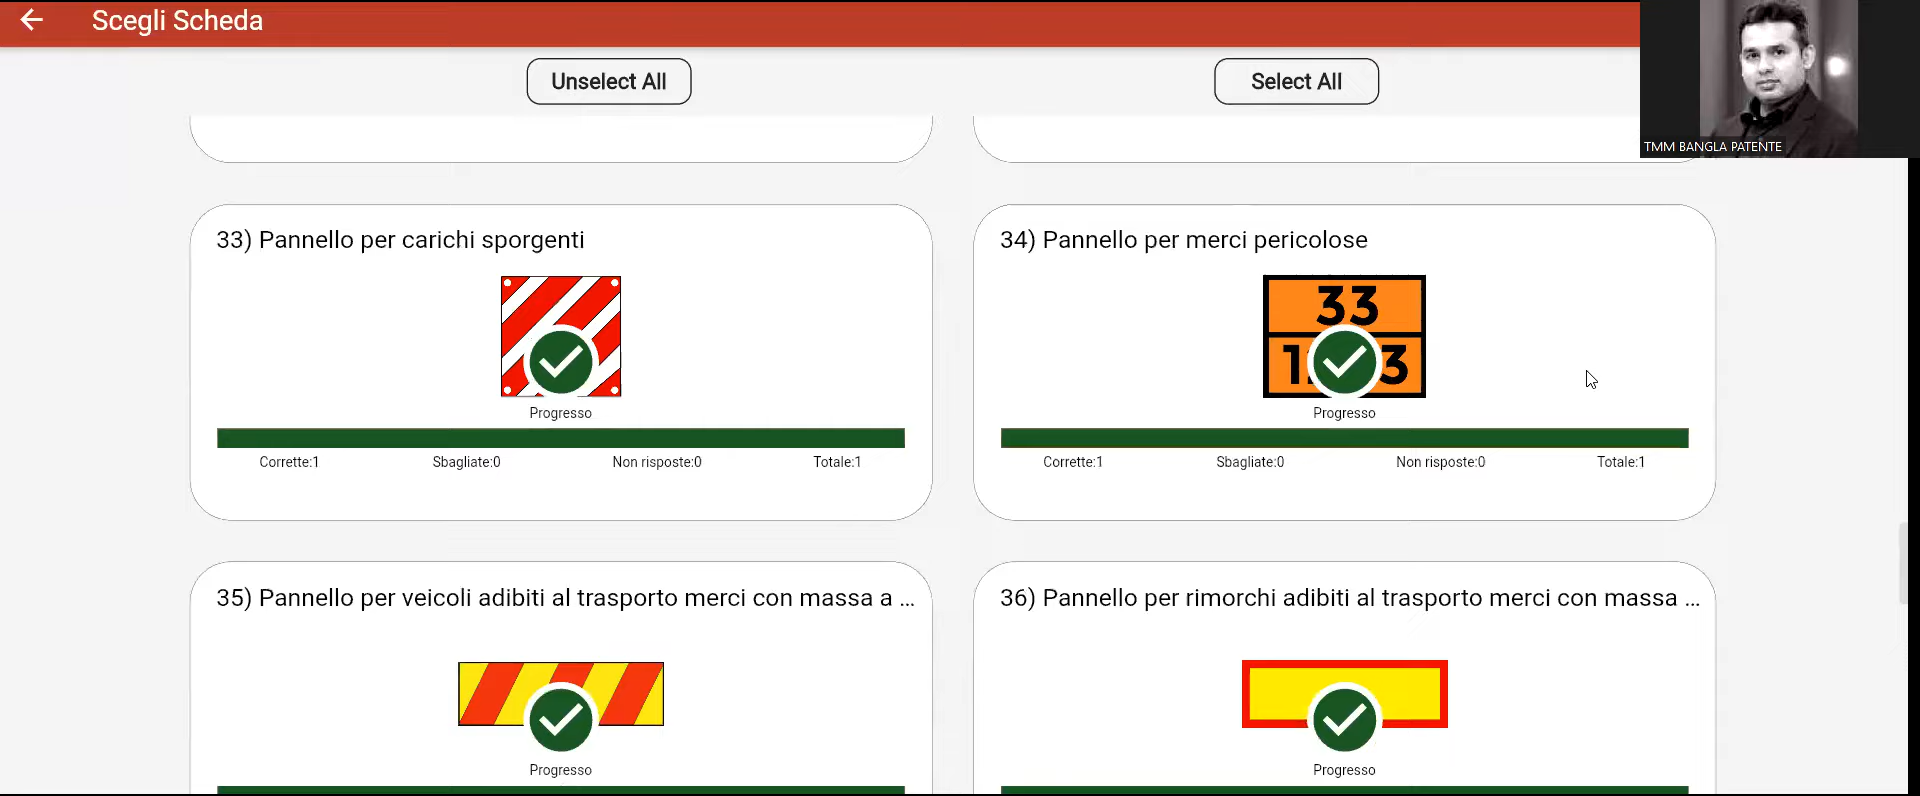 Scegli Scheda
Unselect All
Select All
TMM BANGLA PATENTE
33) Pannello per carichi sporgenti
Progresso
Corrette:1 Sbagliate:0 Non risposte:0 Totale:1
34) Pannello per merci pericolose
33
Progresso
Corrette:1 Sbagliate:0 Non risposte:0 Totale:1
35) Pannello per veicoli adibiti al trasporto merci con massa a ...
Progresso
36) Pannello per rimorchi adibiti al trasporto merci con massa ...
Progresso